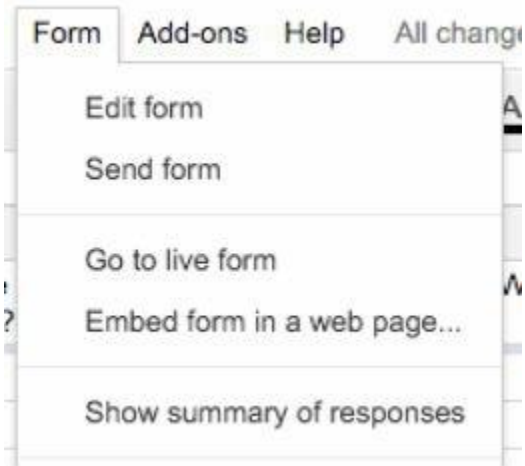 Form Add-ons Help All change
Edit form
Send form
Go to live form
Embed form in a web page...
Show summary of responses